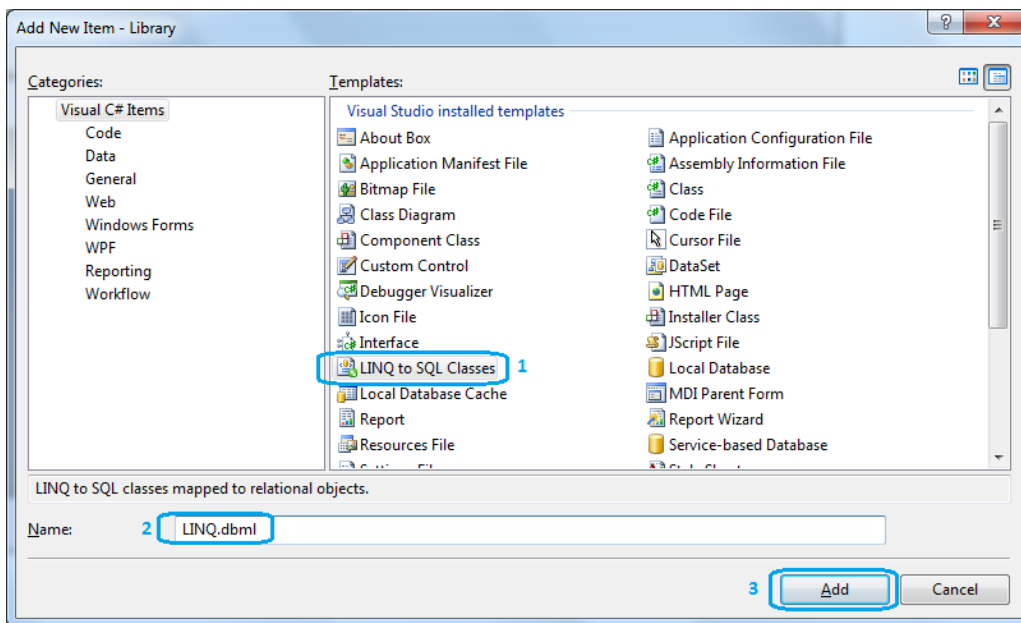 Add New Item - Library
Categories:
Templates:
Visual C# Items
Code
Data
General
Web
Windows Forms
WPF
Reporting
Workflow
Visual Studio installed templates
About Box
Application Configuration File
Application Manifest File
Assembly Information File
Bitmap File
Class
Class Diagram
Code File
Component Class
Cursor File
Custom Control
DataSet
Debugger Visualizer
HTML Page
Icon File
Installer Class
Interface
JScript File
LINQ to SQL Classes 1
Local Database
Local Database Cache
MDI Parent Form
Report
Report Wizard
Resources File
Service-based Database
LINQ to SQL classes mapped to relational objects.
Name: 2 LINQ.dbml
3 Add Cancel